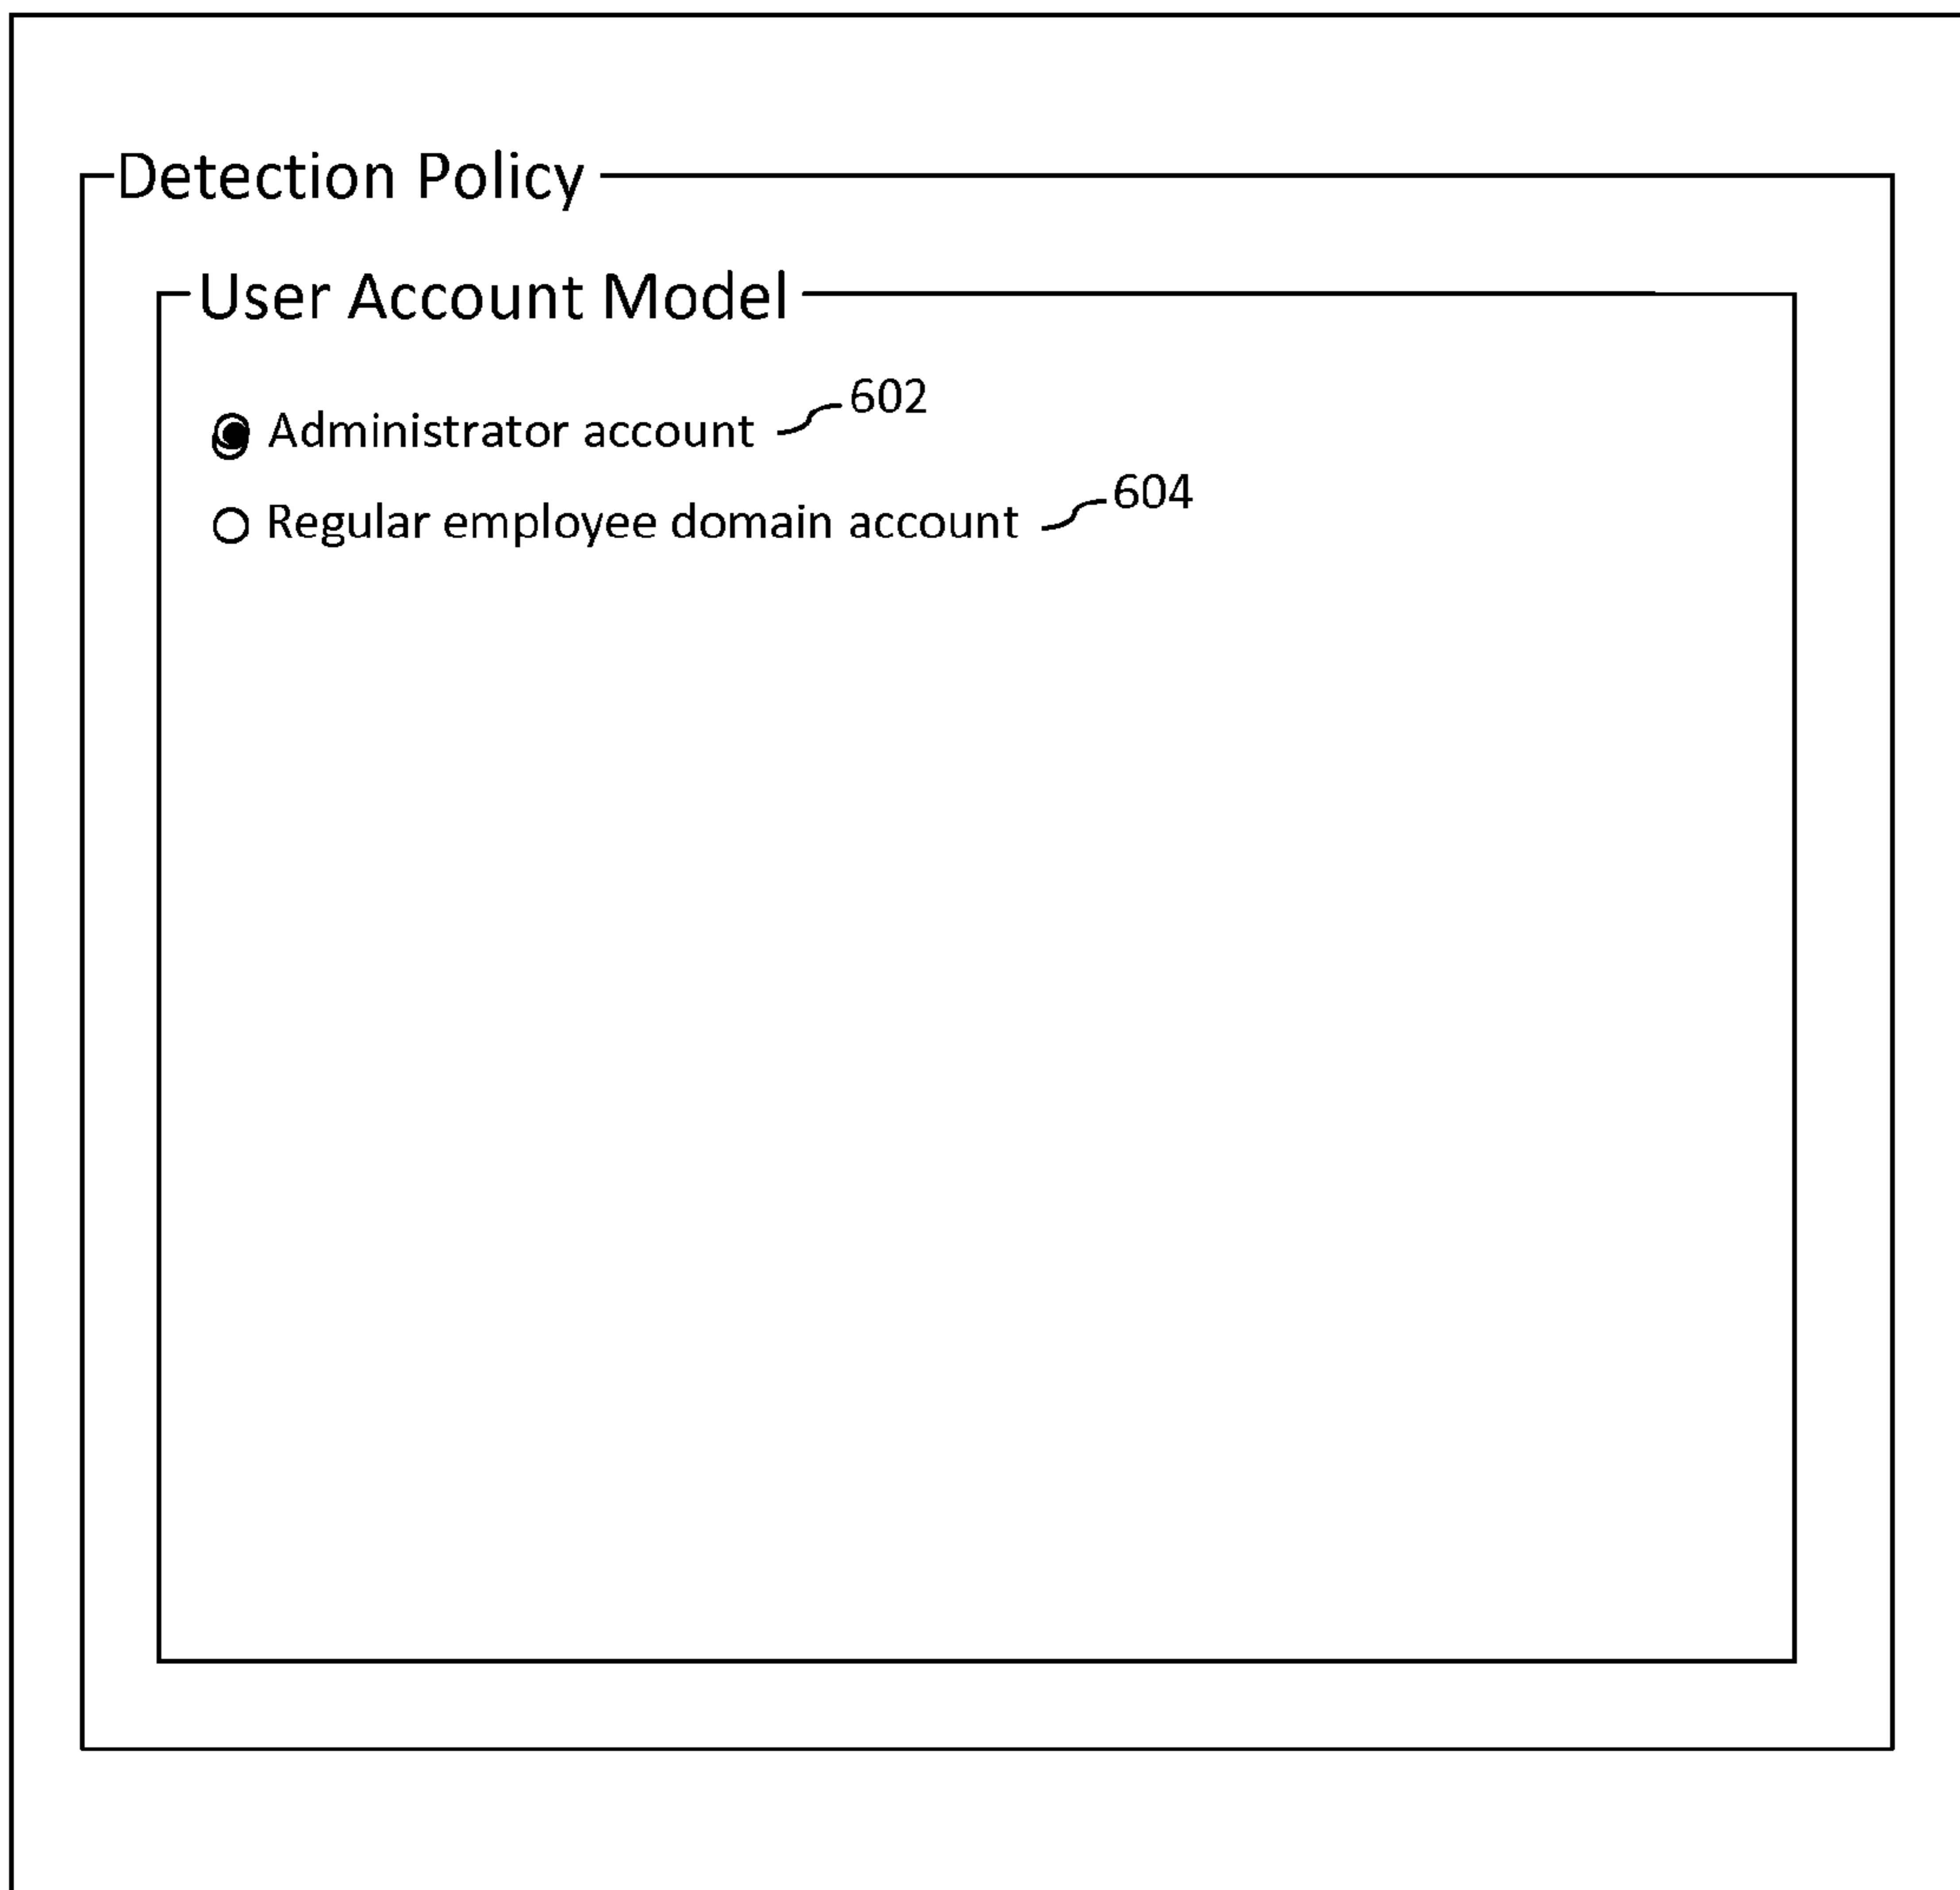 Detection Policy
User Account Model
Administrator account 602
Regular employee domain account 604